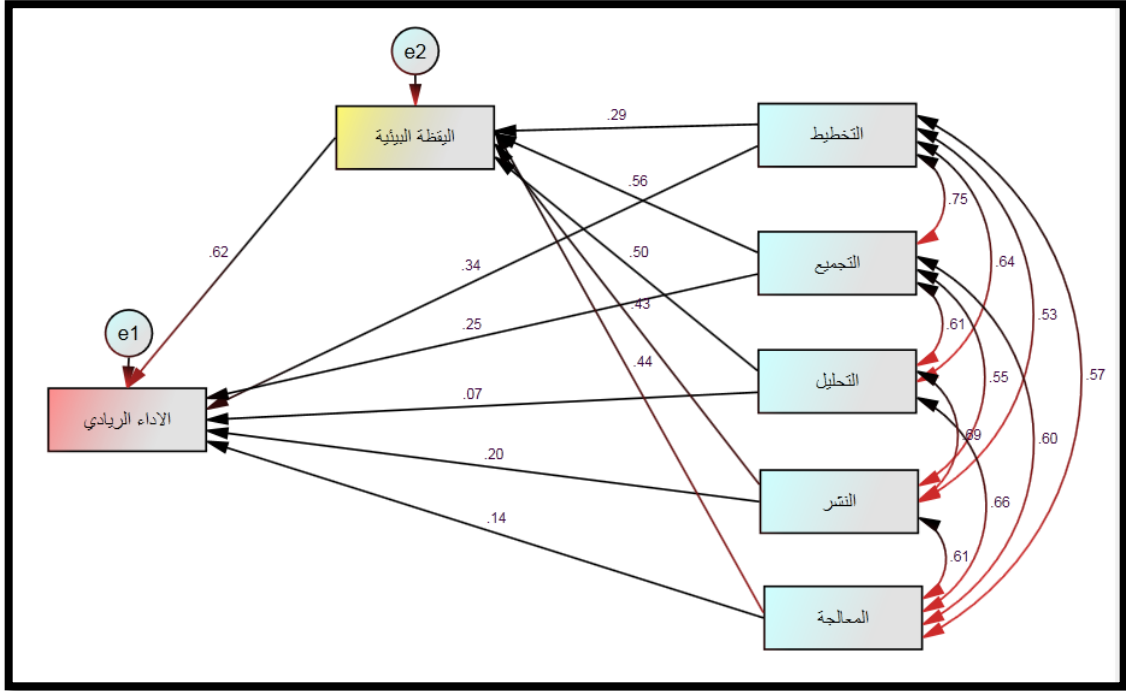 e2
التخطيط
.29
اليقظة البيئية
.56
.75
.62
.50
.34
التجميع
.64
.43
.25
.61
.53
e1
.44
التحليل
.55
.57
.07
الاداء الريادي
.60
.20
النشر
.66
.14
.61
المعالجة